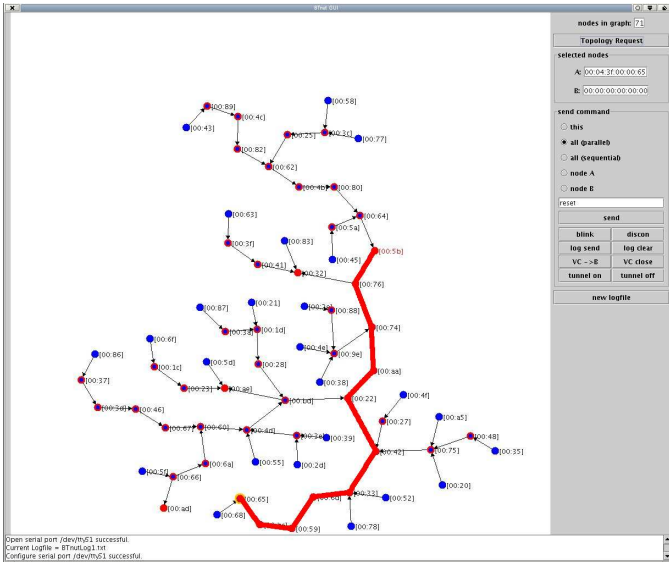 BTnut GUI
nodes in graph: 71
Topology Request
selected nodes
A: 00:04:3f:00:00:65
B: 00:00:00:00:00:00
send command
this
all (parallel)
all (sequential)
node A
node B
reset
send
blink discon
log send log clear
VC ->B VC close
tunnel on tunnel off
new logfile
[00:58]
[00:89]
[00:4c]
[00:43]
[00:25]
[00:3c]
[00:77]
[00:82]
[00:62]
[00:4b]
[00:80]
[00:63]
[00:64]
[00:5a]
[00:3f]
[00:83]
[00:5b]
[00:45]
[00:41]
[00:32]
[00:76]
[00:87]
[00:21]
[00:88]
[00:3a]
[00:1d]
[00:74]
[00:6f]
[00:4e]
[00:9e]
[00:86]
[00:5d]
[00:28]
[00:1c]
[00:aa]
[00:37]
[00:38]
[00:23]
[00:ae]
[00:4f]
[00:bd]
[00:22]
[00:3d]
[00:46]
[00:a5]
[00:27]
[00:67]
[00:60]
[00:4d]
[00:39]
[00:48]
[00:42]
[00:75]
[00:35]
[00:6a]
[00:55]
[00:2d]
[00:5f]
[00:66]
[00:20]
[00:33]
[00:65]
[00:52]
[00:ad]
[00:68]
[00:59]
[00:78]
Open serial port /dev/ttyS1 successful.
Current Logfile = BTnutLog1.txt
Configure serial port /dev/ttyS1 successful.